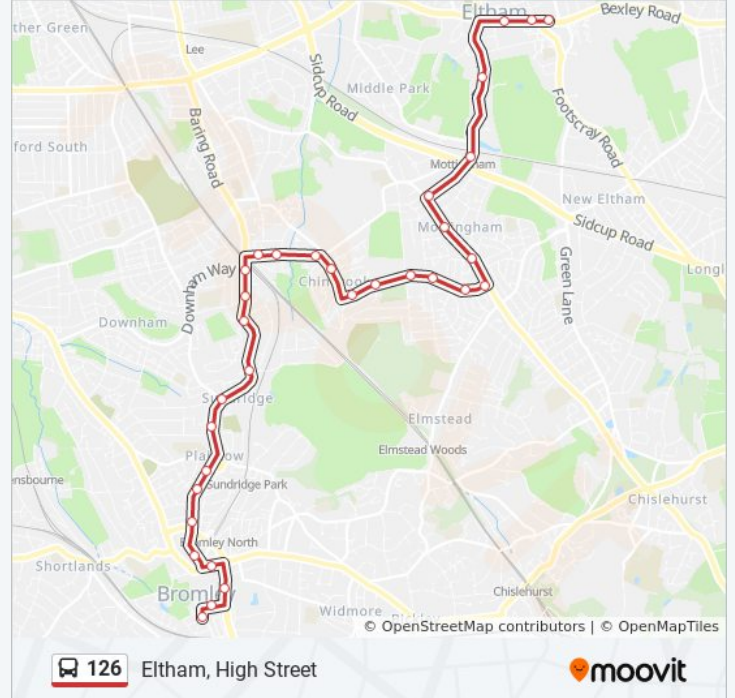 Eltham
Bexley Road
ther Green
Lee
Sidcup Road
Middle Park
Baring Road
Footscray Road
ford South
Mottingham
New Eltham
Mottingham
Sidcup Road
Green Lane
Longl
Downham Way
Chinbrook
Downham
Sundridge
Elmstead
Plaistow
Elmstead Woods
ensbourne
Sundridge Park
Chislehurst
Bromley North
Shortlands
Bromley
Chislehurst
Widmore
© OpenStreetMap contributors | © OpenMapTiles
126 Eltham, High Street
moovit